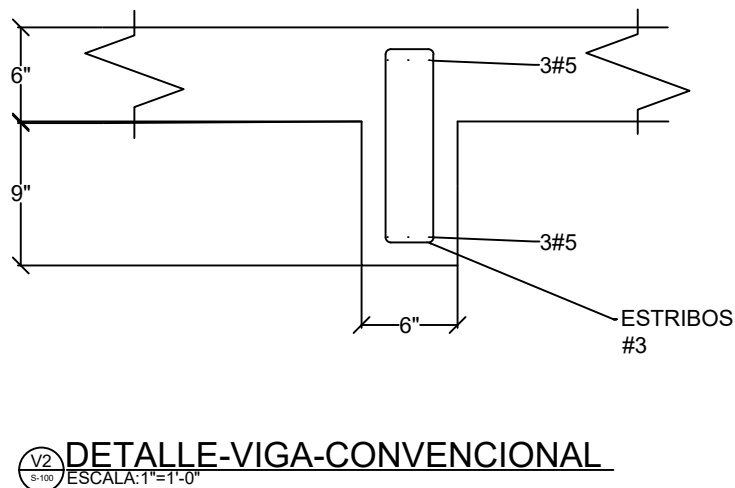 6"
3#5
9"
3#5
6"
ESTRIBOS
#3
V2
S-100
DETALLE-VIGA-CONVENCIONAL
ESCALA:1"=1'-0"